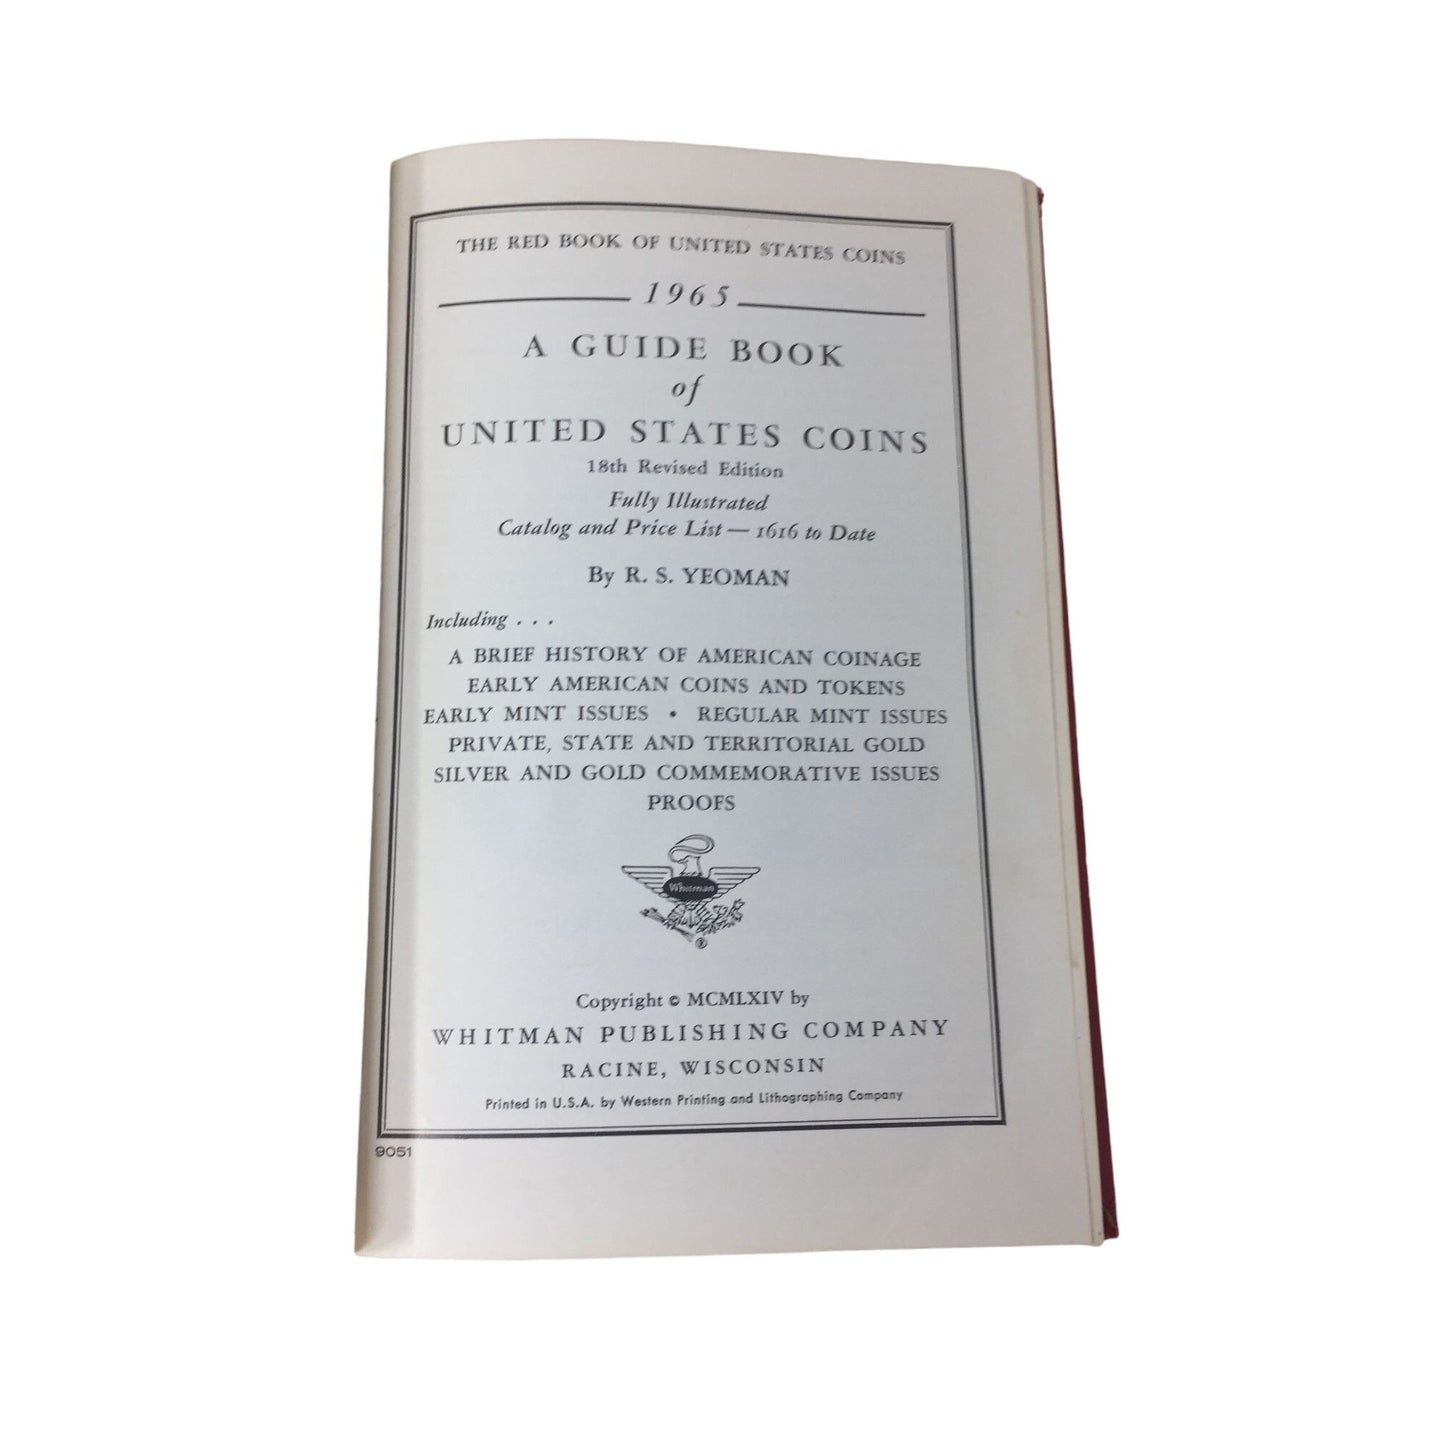 THE RED BOOK OF UNITED STATES COINS
1965
A GUIDE BOOK
of
UNITED STATES COINS
18th Revised Edition
Fully Illustrated
Catalog and Price List — 1616 to Date
By R. S. YEOMAN
Including . . .
A BRIEF HISTORY OF AMERICAN COINAGE
EARLY AMERICAN COINS AND TOKENS
EARLY MINT ISSUES • REGULAR MINT ISSUES
PRIVATE, STATE AND TERRITORIAL GOLD
SILVER AND GOLD COMMEMORATIVE ISSUES
PROOFS
Whitman
®
Copyright © MCMLXIV by
WHITMAN PUBLISHING COMPANY
RACINE, WISCONSIN
Printed in U.S.A. by Western Printing and Lithographing Company
9051